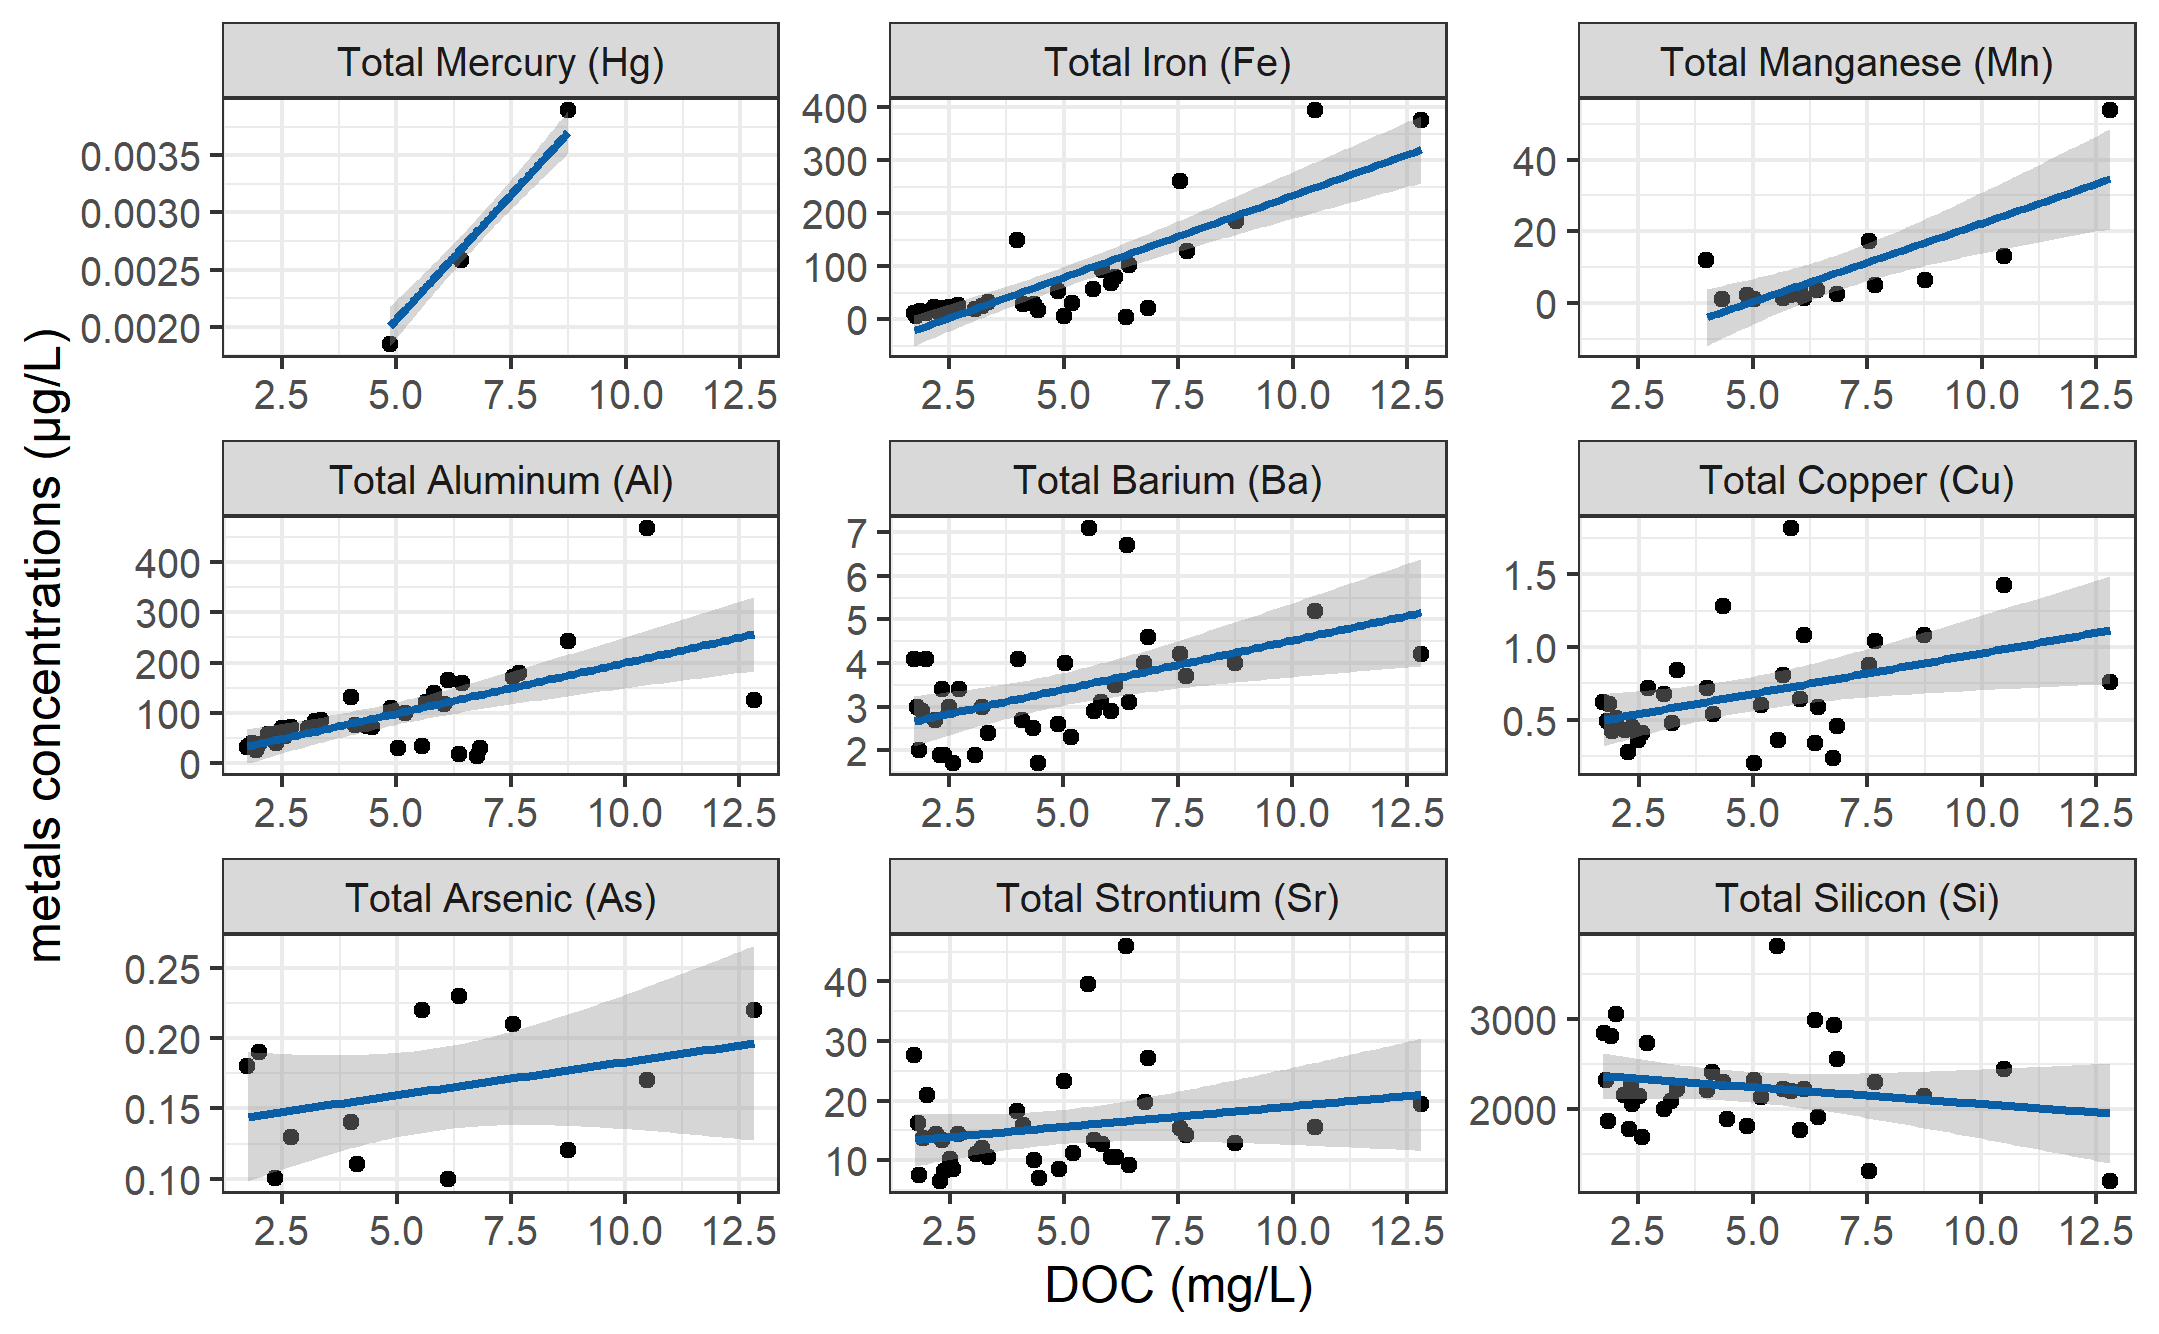 metals concentrations (µg/L)
Total Mercury (Hg)
0.0035
0.0030
0.0025
0.0020
2.5 5.0 7.5 10.0 12.5
Total Iron (Fe)
400
300
200
100
0
2.5 5.0 7.5 10.0 12.5
Total Manganese (Mn)
40
20
0
2.5 5.0 7.5 10.0 12.5
Total Aluminum (Al)
400
300
200
100
0
2.5 5.0 7.5 10.0 12.5
Total Barium (Ba)
7
6
5
4
3
2
2.5 5.0 7.5 10.0 12.5
Total Copper (Cu)
1.5
1.0
0.5
2.5 5.0 7.5 10.0 12.5
Total Arsenic (As)
0.25
0.20
0.15
0.10
2.5 5.0 7.5 10.0 12.5
Total Strontium (Sr)
40
30
20
10
2.5 5.0 7.5 10.0 12.5
Total Silicon (Si)
3000
2000
2.5 5.0 7.5 10.0 12.5
DOC (mg/L)